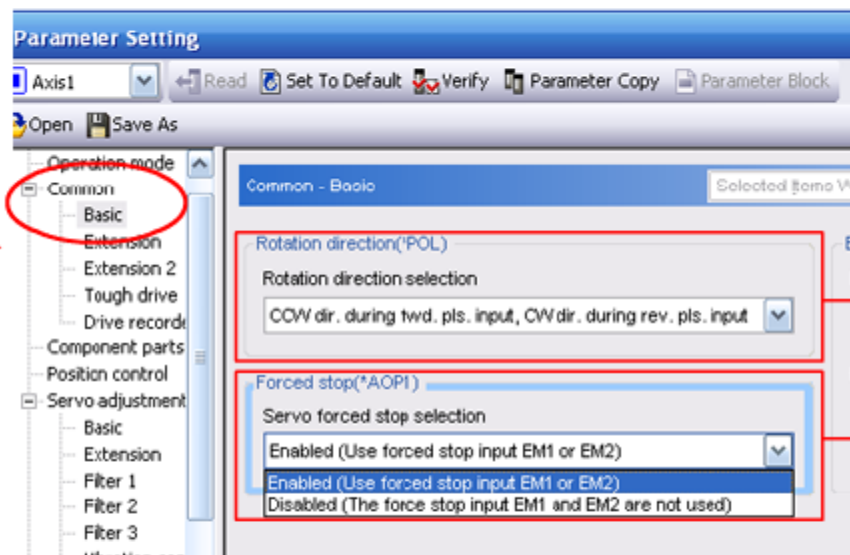 Parameter Setting
Axis1 Read Set To Default Verify Parameter Copy Parameter Block
Open Save As
Operation mode
Common
Basic
Extension
Extension 2
Tough drive
Drive recorde
Component parts
Position control
Servo adjustment
Basic
Extension
Filter 1
Filter 2
Filter 3
Common - Basic
Selected Items W
Rotation direction(*POL)
Rotation direction selection
CCW dir. during fwd. pls. input, CW dir. during rev. pls. input
Forced stop(*AOP1)
Servo forced stop selection
Enabled (Use forced stop input EM1 or EM2)
Enabled (Use forced stop input EM1 or EM2)
Disabled (The force stop input EM1 and EM2 are not used)